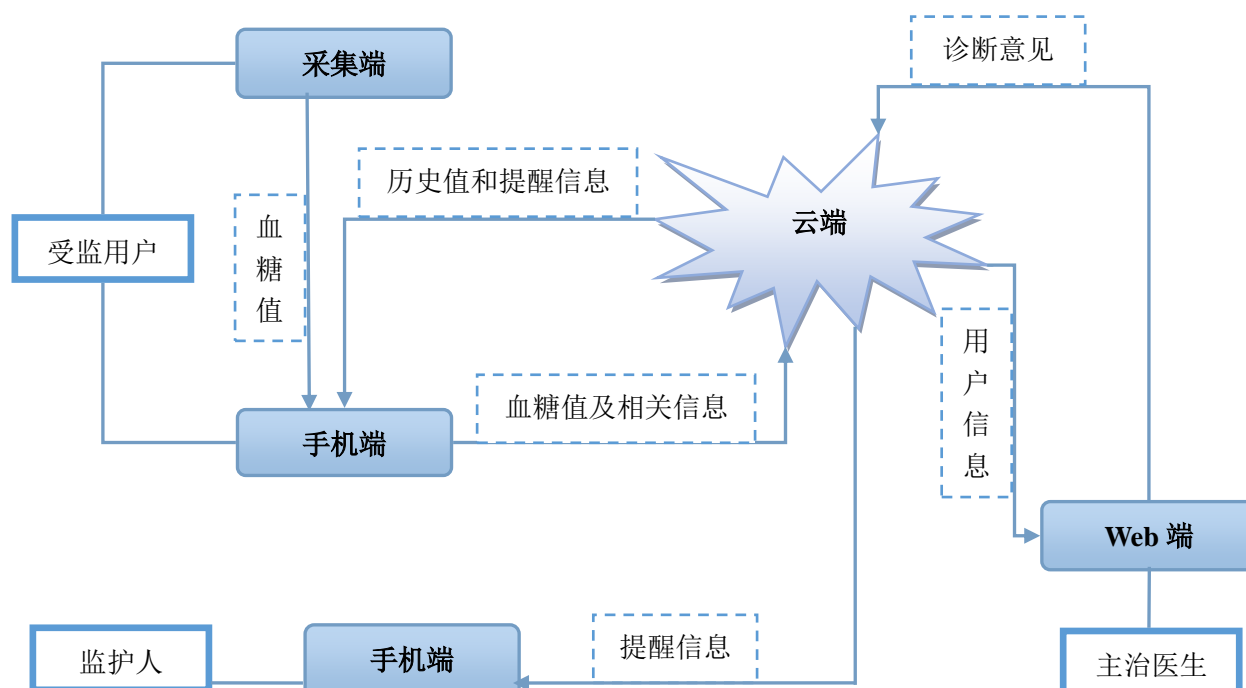 采集端
诊断意见
历史值和提醒信息
云端
受监用户
血
糖
值
用
户
信
息
血糖值及相关信息
手机端
Web 端
提醒信息
手机端
监护人
主治医生